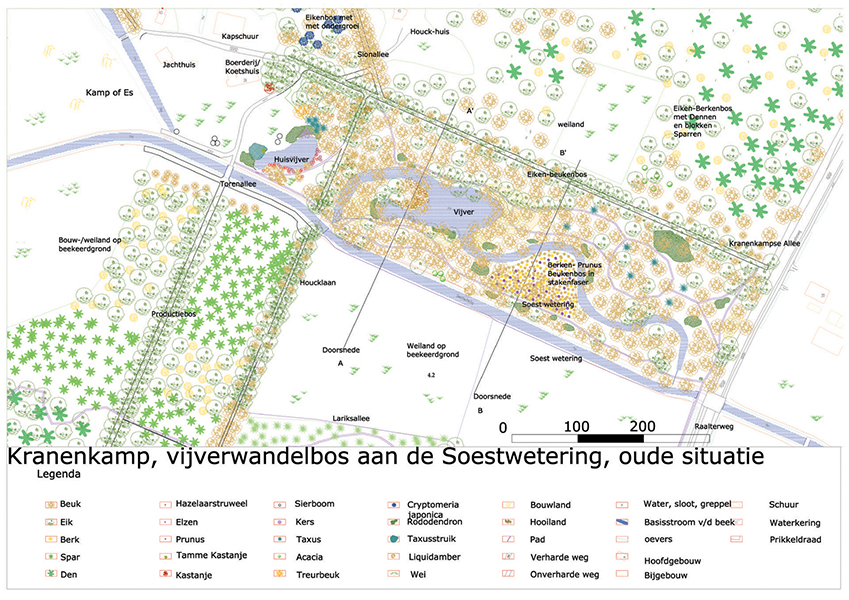 Eikenbos met
met ondergroei
Kapschuur
Houck-huis
Sionallee
Jachthuis
Boerderij/
Koetshuis
Kamp of Es
A'
weiland
Eiken-Berkenbos
met Dennen
en blokken
Sparren
B'
Huisvijver
Eiken-beukenbos
Torenallee
Vijver
Bouw-/weiland op
beekeerdgrond
Kranenkampse Allee
Berken- Prunus
Beukenbos in
stakenfaser
Houcklaan
Soest wetering
Productiebos
Doorsnede
A
Weiland op
beekeerdgrond
4.2
Soest wetering
Doorsnede
B
Lariksallee
Raalterweg
0 100 200
Kranenkamp, vijverwandelbos aan de Soestwetering, oude situatie
Legenda
Beuk
Eik
Berk
Spar
Den
Hazelaarstruweel
Elzen
Prunus
Tamme Kastanje
Kastanje
Sierboom
Kers
Taxus
Acacia
Treurbeuk
Cryptomeria
japonica
Rododendron
Taxusstruik
Liquidamber
Wei
Bouwland
Hooiland
Pad
Verharde weg
Onverharde weg
Water, sloot, greppel
Basisstroom v/d beek
oevers
Hoofdgebouw
Bijgebouw
Schuur
Waterkering
Prikkeldraad